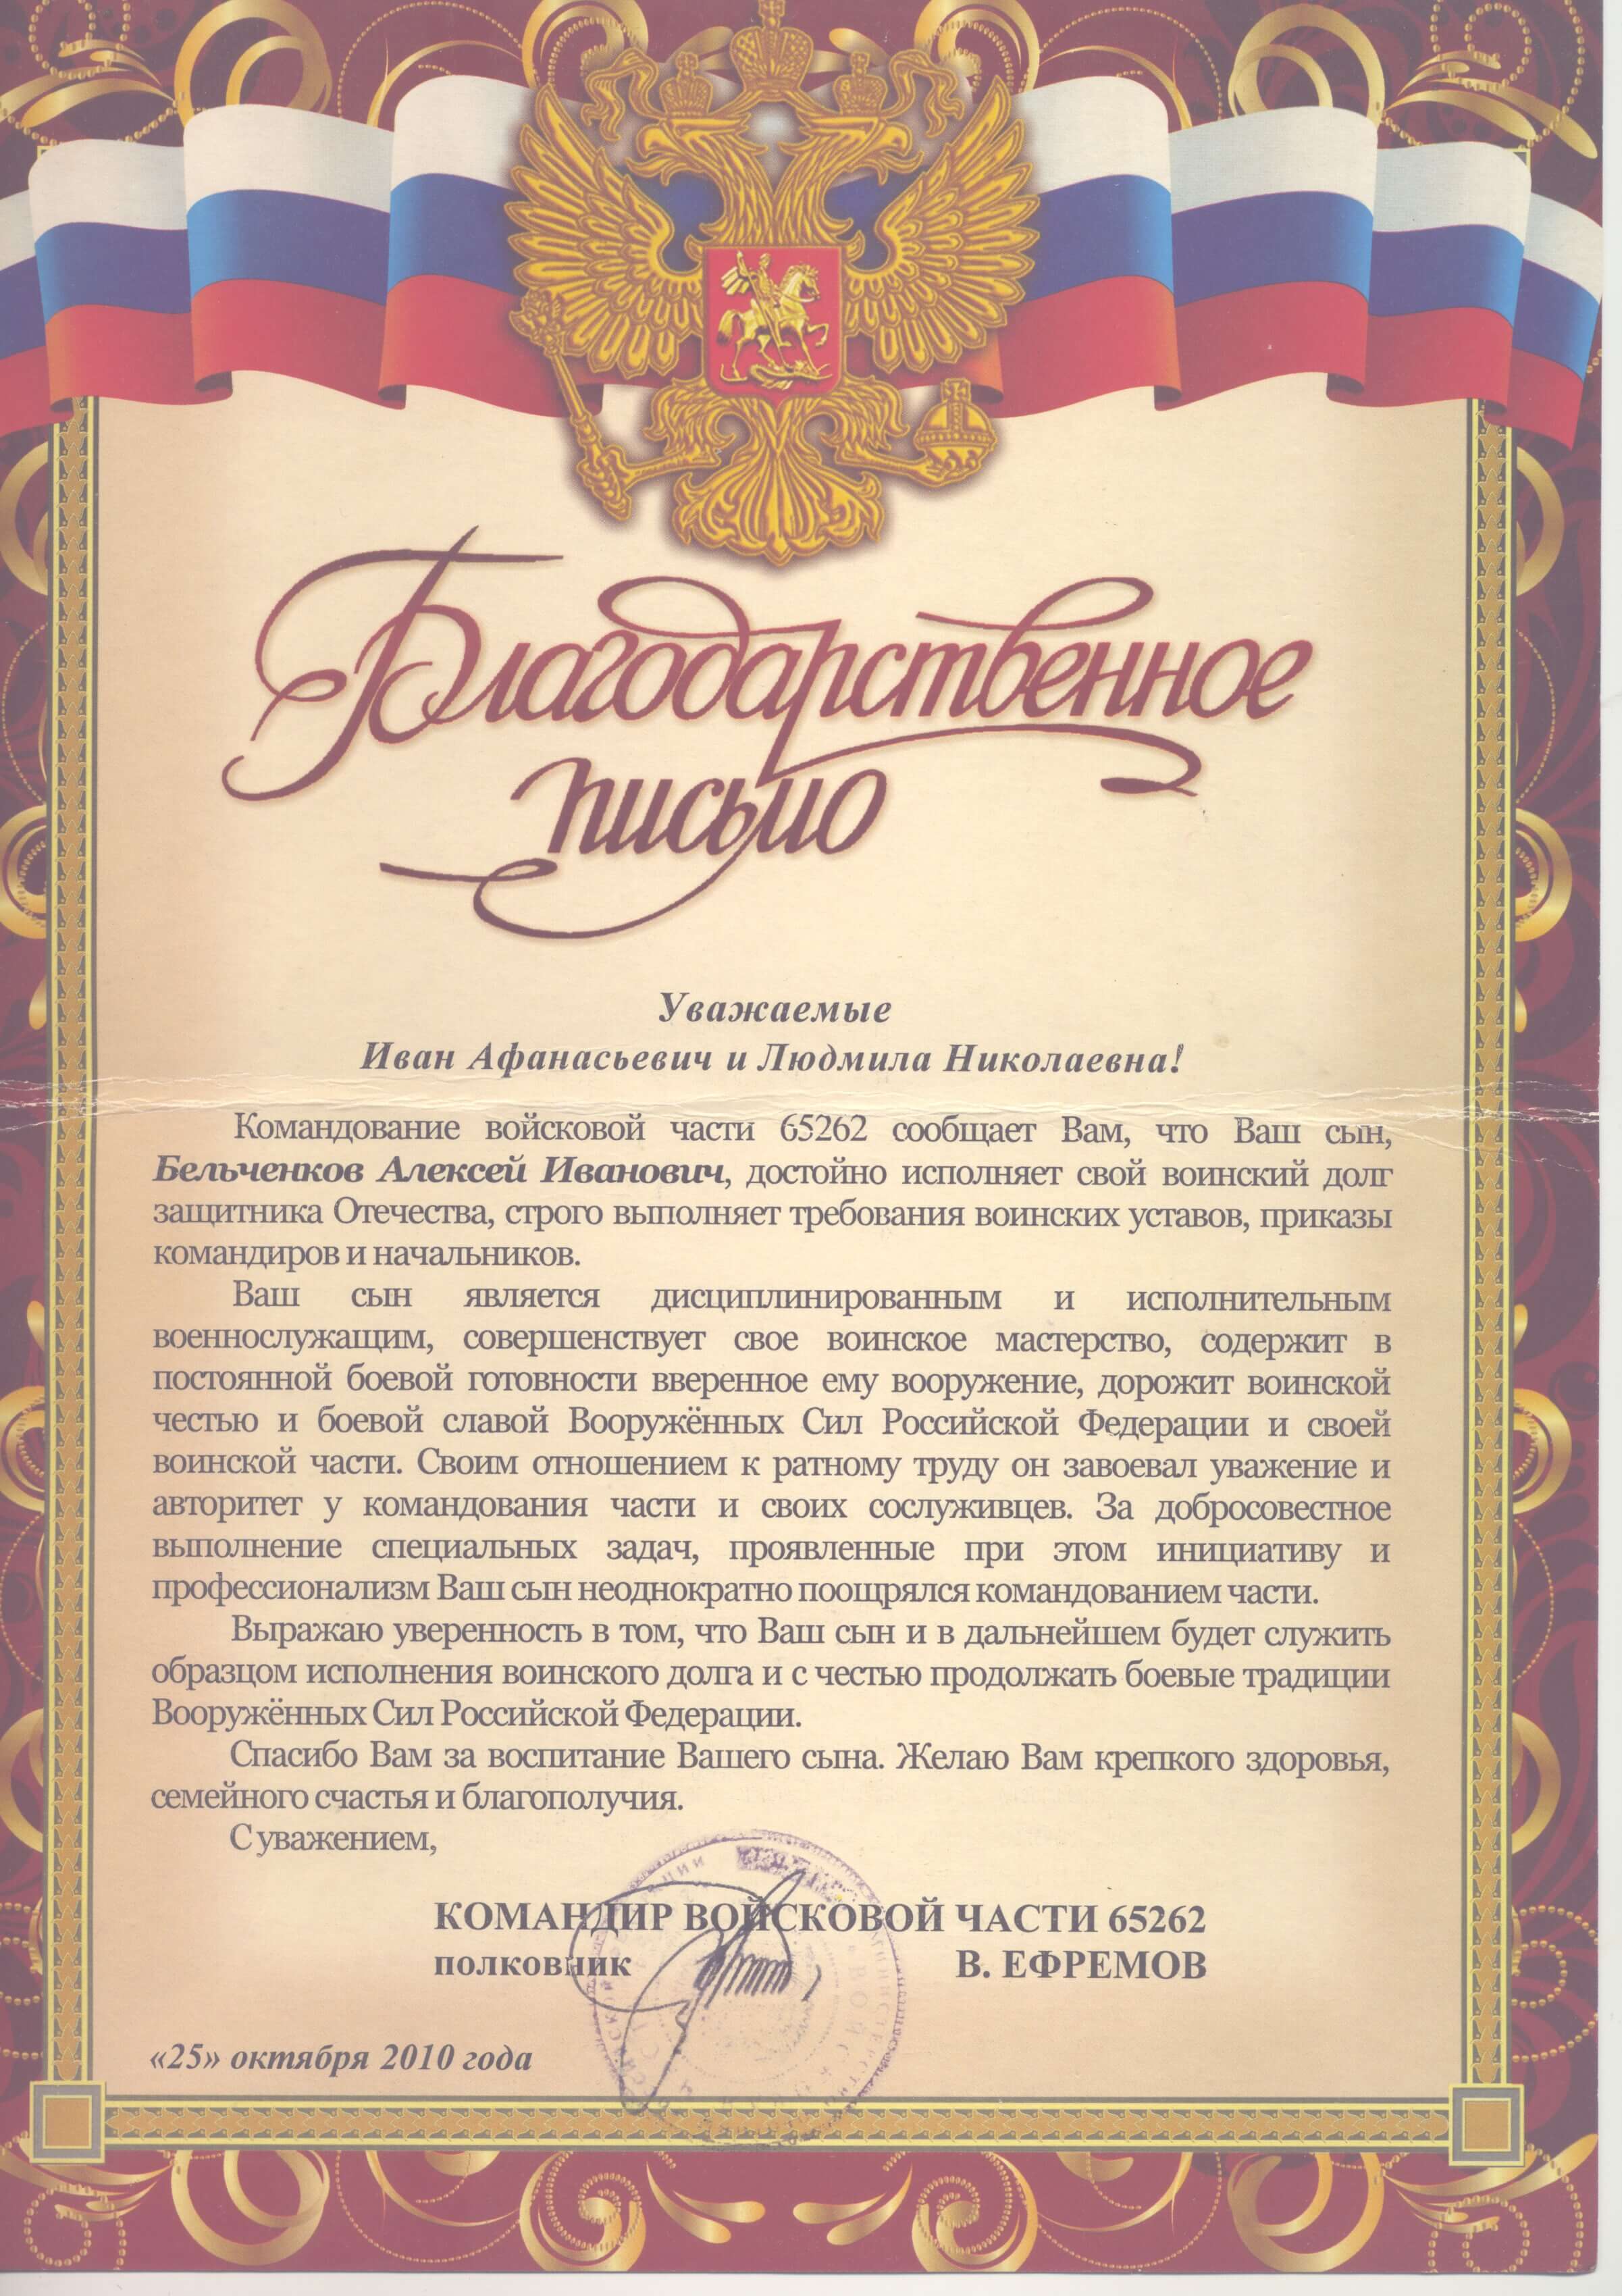 Благодарственное
письмо
Уважаемые
Иван Афанасьевич и Людмила Николаевна!
Командование войсковой части 65262 сообщает Вам, что Ваш сын,
Бельченков Алексей Иванович, достойно исполняет свой воинский долг
защитника Отечества, строго выполняет требования воинских уставов, приказы
командиров и начальников.
Ваш сын является дисциплинированным и исполнительным
военнослужащим, совершенствует свое воинское мастерство, содержит в
постоянной боевой готовности вверенное ему вооружение, дорожит воинской
честью и боевой славой Вооружённых Сил Российской Федерации и своей
воинской части. Своим отношением к ратному труду он завоевал уважение и
авторитет у командования части и своих сослуживцев. За добросовестное
выполнение специальных задач, проявленные при этом инициативу и
профессионализм Ваш сын неоднократно поощрялся командованием части.
Выражаю уверенность в том, что Ваш сын и в дальнейшем будет служить
образцом исполнения воинского долга и с честью продолжать боевые традиции
Вооружённых Сил Российской Федерации.
Спасибо Вам за воспитание Вашего сына. Желаю Вам крепкого здоровья,
семейного счастья и благополучия.
С уважением,
КОМАНДИР ВОЙСКОВОЙ ЧАСТИ 65262
полковник В. ЕФРЕМОВ
«25» октября 2010 года